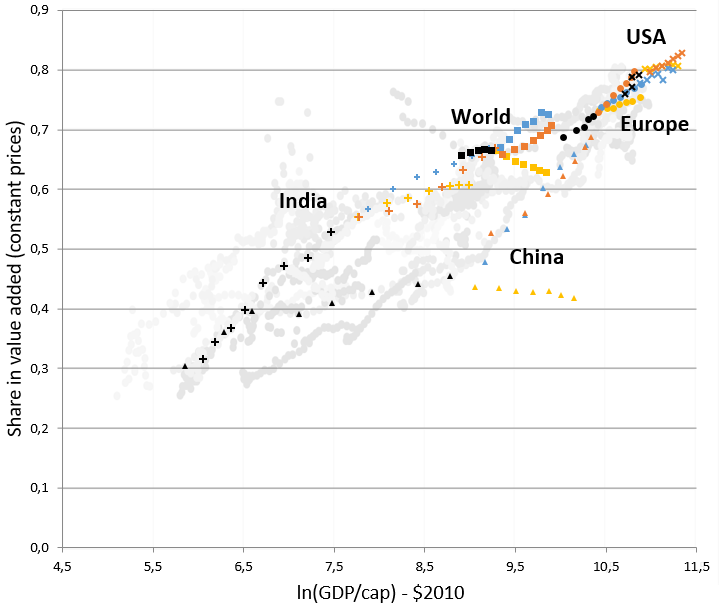 0,9
USA
0,8
World
Europe
0,7
0,6
India
0,5
China
0,4
0,3
0,2
0,1
0,0
4,5 5,5 6,5 7,5 8,5 9,5 10,5 11,5
ln(GDP/cap) - $2010
Share in value added (constant prices)